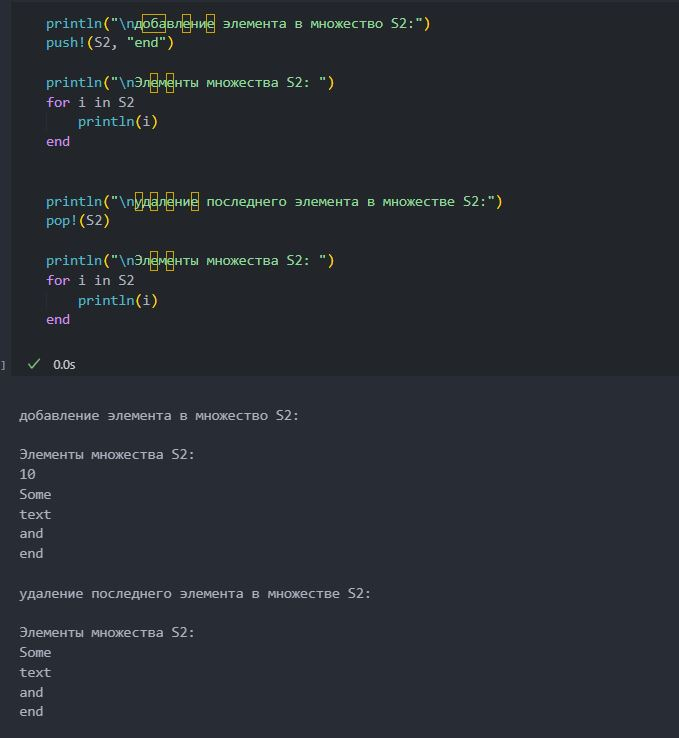 println("\nдобавление элемента в множество S2:")
push!(S2, "end")
println("\nЭлементы множества S2: ")
for i in S2
println(i)
end
println("\nудаление последнего элемента в множестве S2:")
pop!(S2)
println("\nЭлементы множества S2: ")
for i in S2
println(i)
end
] ✓ 0.0s
добавление элемента в множество S2:
Элементы множества S2:
10
Some
text
and
end
удаление последнего элемента в множестве S2:
Элементы множества S2:
Some
text
and
end